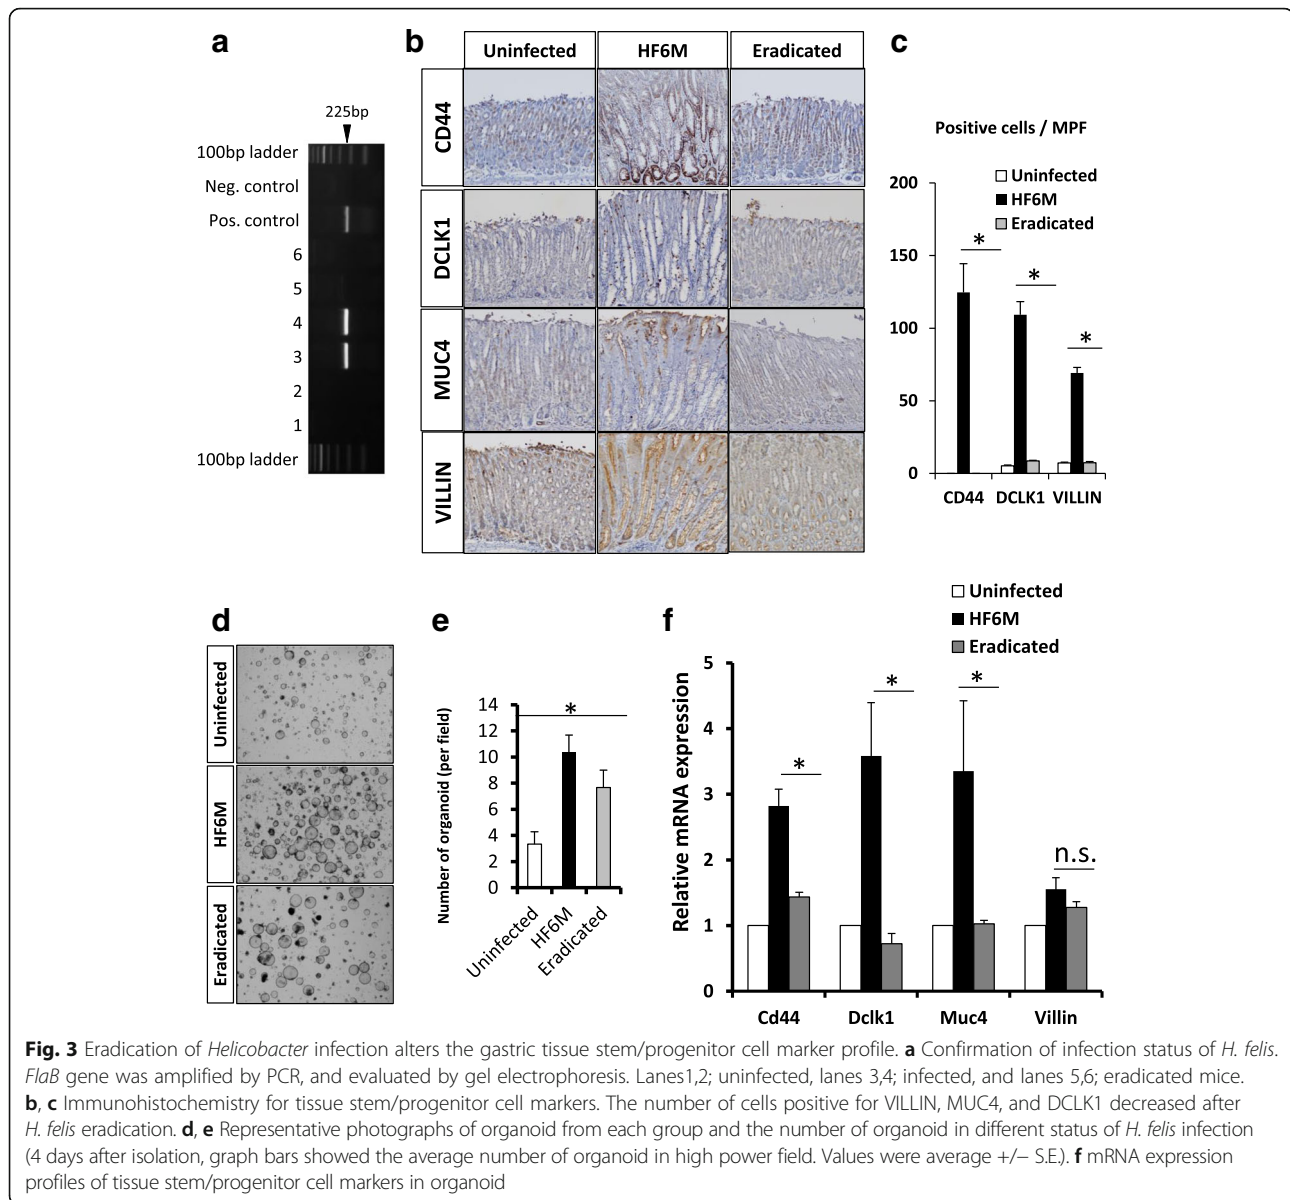 a
225bp
100bp ladder
Neg. control
Pos. control
6
5
4
3
2
1
100bp ladder
b
Uninfected HF6M Eradicated
CD44
DCLK1
MUC4
VILLIN
c
Positive cells / MPF
Uninfected
HF6M
Eradicated
200
150
100
50
0
*
*
*
CD44 DCLK1 VILLIN
d
Uninfected
HF6M
Eradicated
e
Number of organoid (per field)
14
12
10
8
6
4
2
0
*
Uninfected
HF6M
Eradicated
f
Uninfected
HF6M
Eradicated
Relative mRNA expression
5
4
3
2
1
0
*
*
*
n.s.
Cd44 Dclk1 Muc4 Villin
Fig. 3 Eradication of Helicobacter infection alters the gastric tissue stem/progenitor cell marker profile. a Confirmation of infection status of H. felis.
FlaB gene was amplified by PCR, and evaluated by gel electrophoresis. Lanes1,2; uninfected, lanes 3,4; infected, and lanes 5,6; eradicated mice.
b, c Immunohistochemistry for tissue stem/progenitor cell markers. The number of cells positive for VILLIN, MUC4, and DCLK1 decreased after
H. felis eradication. d, e Representative photographs of organoid from each group and the number of organoid in different status of H. felis infection
(4 days after isolation, graph bars showed the average number of organoid in high power field. Values were average +/− S.E.). f mRNA expression
profiles of tissue stem/progenitor cell markers in organoid